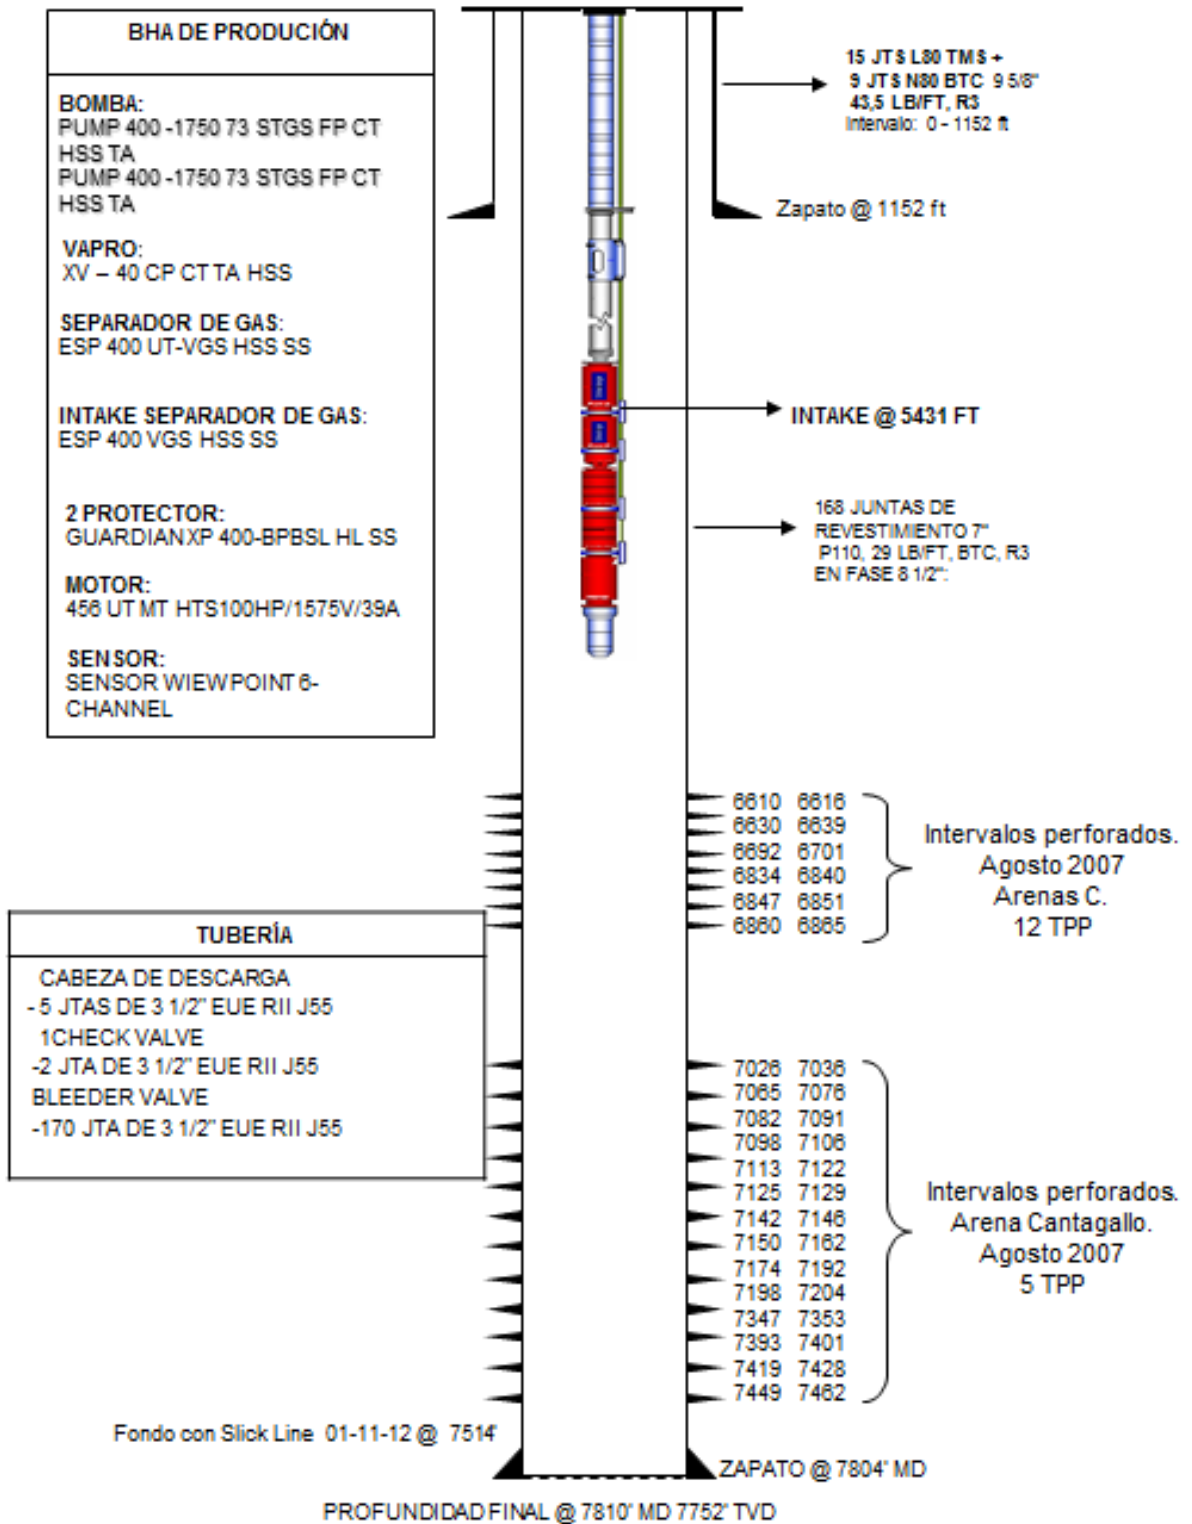 BHA DE PRODUCIÓN
BOMBA:
PUMP 400 -1750 73 STGS FP CT
HSS TA
PUMP 400 -1750 73 STGS FP CT
HSS TA
VAPRO:
XV – 40 CP CT TA HSS
SEPARADOR DE GAS:
ESP 400 UT-VGS HSS SS
INTAKE SEPARADOR DE GAS:
ESP 400 VGS HSS SS
2 PROTECTOR:
GUARDIAN XP 400-BPBSL HL SS
MOTOR:
456 UT MT HTS100HP/1575V/39A
SENSOR:
SENSOR WIEWPOINT 6-
CHANNEL
15 JTS L80 TMS +
9 JTS N80 BTC 9 5/8"
43,5 LB/FT, R3
Intervalo: 0 - 1152 ft
Zapato @ 1152 ft
INTAKE @ 5431 FT
168 JUNTAS DE
REVESTIMIENTO 7"
P110, 29 LB/FT, BTC, R3
EN FASE 8 1/2":
6610 6616
6630 6639
6692 6701
6834 6840
6847 6851
6860 6865
Intervalos perforados.
Agosto 2007
Arenas C.
12 TPP
TUBERÍA
CABEZA DE DESCARGA
- 5 JTAS DE 3 1/2" EUE RII J55
1CHECK VALVE
-2 JTA DE 3 1/2" EUE RII J55
BLEEDER VALVE
-170 JTA DE 3 1/2" EUE RII J55
7026 7036
7065 7076
7082 7091
7098 7106
7113 7122
7125 7129
7142 7146
7150 7162
7174 7192
7198 7204
7347 7353
7393 7401
7419 7428
7449 7462
Intervalos perforados.
Arena Cantagallo.
Agosto 2007
5 TPP
Fondo con Slick Line 01-11-12 @ 7514'
ZAPATO @ 7804' MD
PROFUNDIDAD FINAL @ 7810' MD 7752' TVD